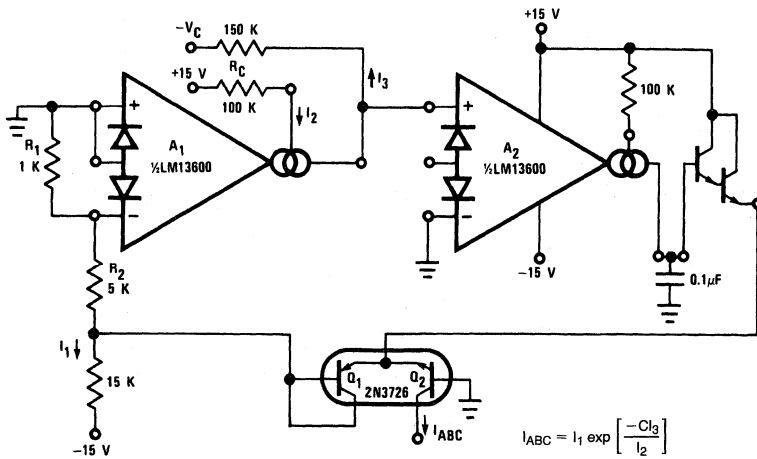 −V_C
150 K
+15 V
R_C
100 K
I_2
I_3
+15 V
100 K
R_1
1 K
+
−
A_1
½LM13600
+
−
A_2
½LM13600
−15 V
0.1μF
R_2
5 K
I_1
15 K
−15 V
Q_1
Q_2
2N3726
I_ABC
I_ABC = I_1 exp [−CI_3 / I_2]